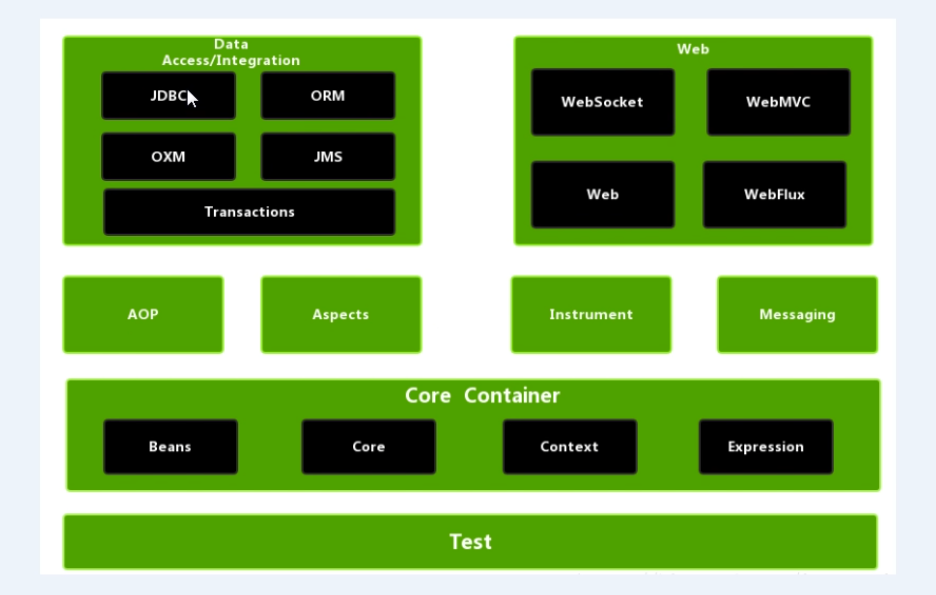 Data
Access/Integration
JDBC
ORM
OXM
JMS
Transactions
Web
WebSocket
WebMVC
Web
WebFlux
AOP
Aspects
Instrument
Messaging
Core Container
Beans
Core
Context
Expression
Test